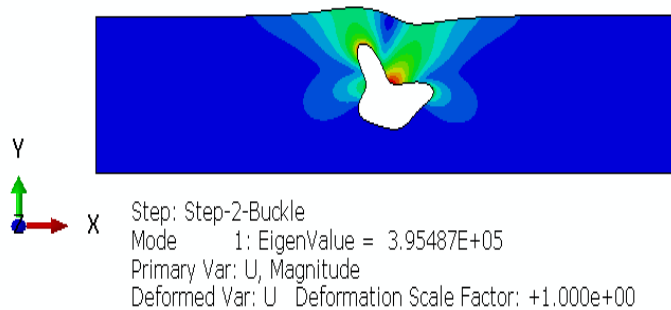 Y
Z
X
Step: Step-2-Buckle
Mode 1: EigenValue = 3.95487E+05
Primary Var: U, Magnitude
Deformed Var: U Deformation Scale Factor: +1.000e+00